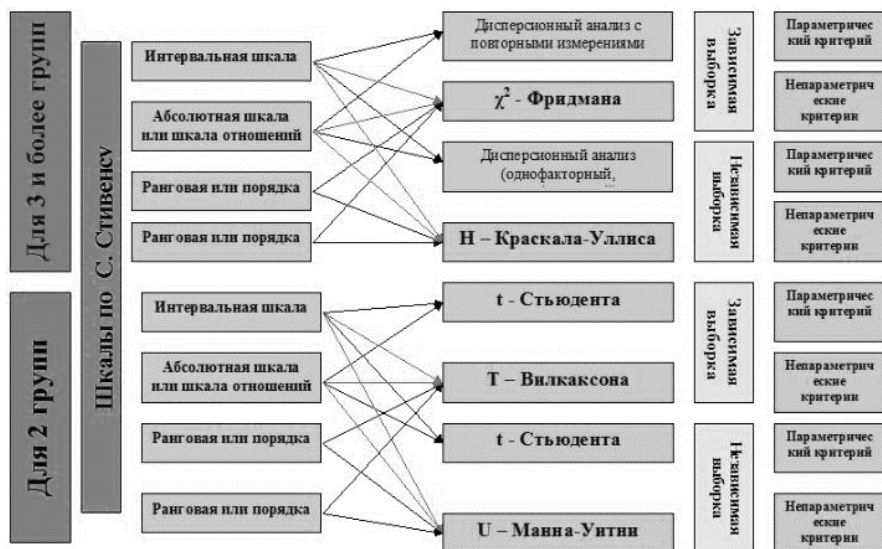 Для 3 и более групп
Для 2 групп
Шкалы по С. Стивенсу
Интервальная шкала
Абсолютная шкала
или шкала отношений
Ранговая или порядка
Ранговая или порядка
Интервальная шкала
Абсолютная шкала
или шкала отношений
Ранговая или порядка
Ранговая или порядка
Дисперсионный анализ с
повторными измерениями
χ² - Фридмана
Дисперсионный анализ
(однофакторный,
Н – Краскала-Уллиса
t - Стьюдента
Т – Вилкаксона
t - Стьюдента
U – Манна-Уитни
Зависимая
выборка
Независимая
выборка
Зависимая
выборка
Независимая
выборка
Параметричес
кий критерий
Непараметрич
еские
критерии
Параметричес
кий критерий
Непараметрич
еские
критерии
Параметричес
кий критерий
Непараметрич
еские
критерии
Параметричес
кий критерий
Непараметрич
еские
критерии